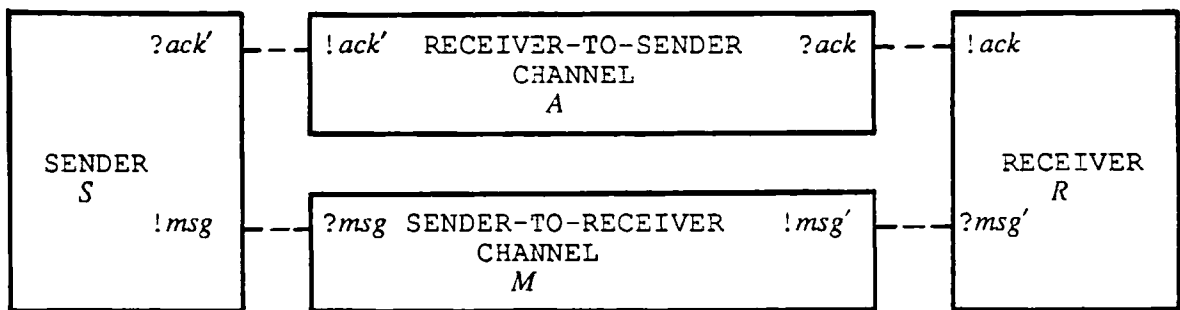 ?ack′ !ack′ RECEIVER-TO-SENDER ?ack !ack
CHANNEL
A
SENDER
S
RECEIVER
R
!msg ?msg SENDER-TO-RECEIVER !msg′ ?msg′
CHANNEL
M